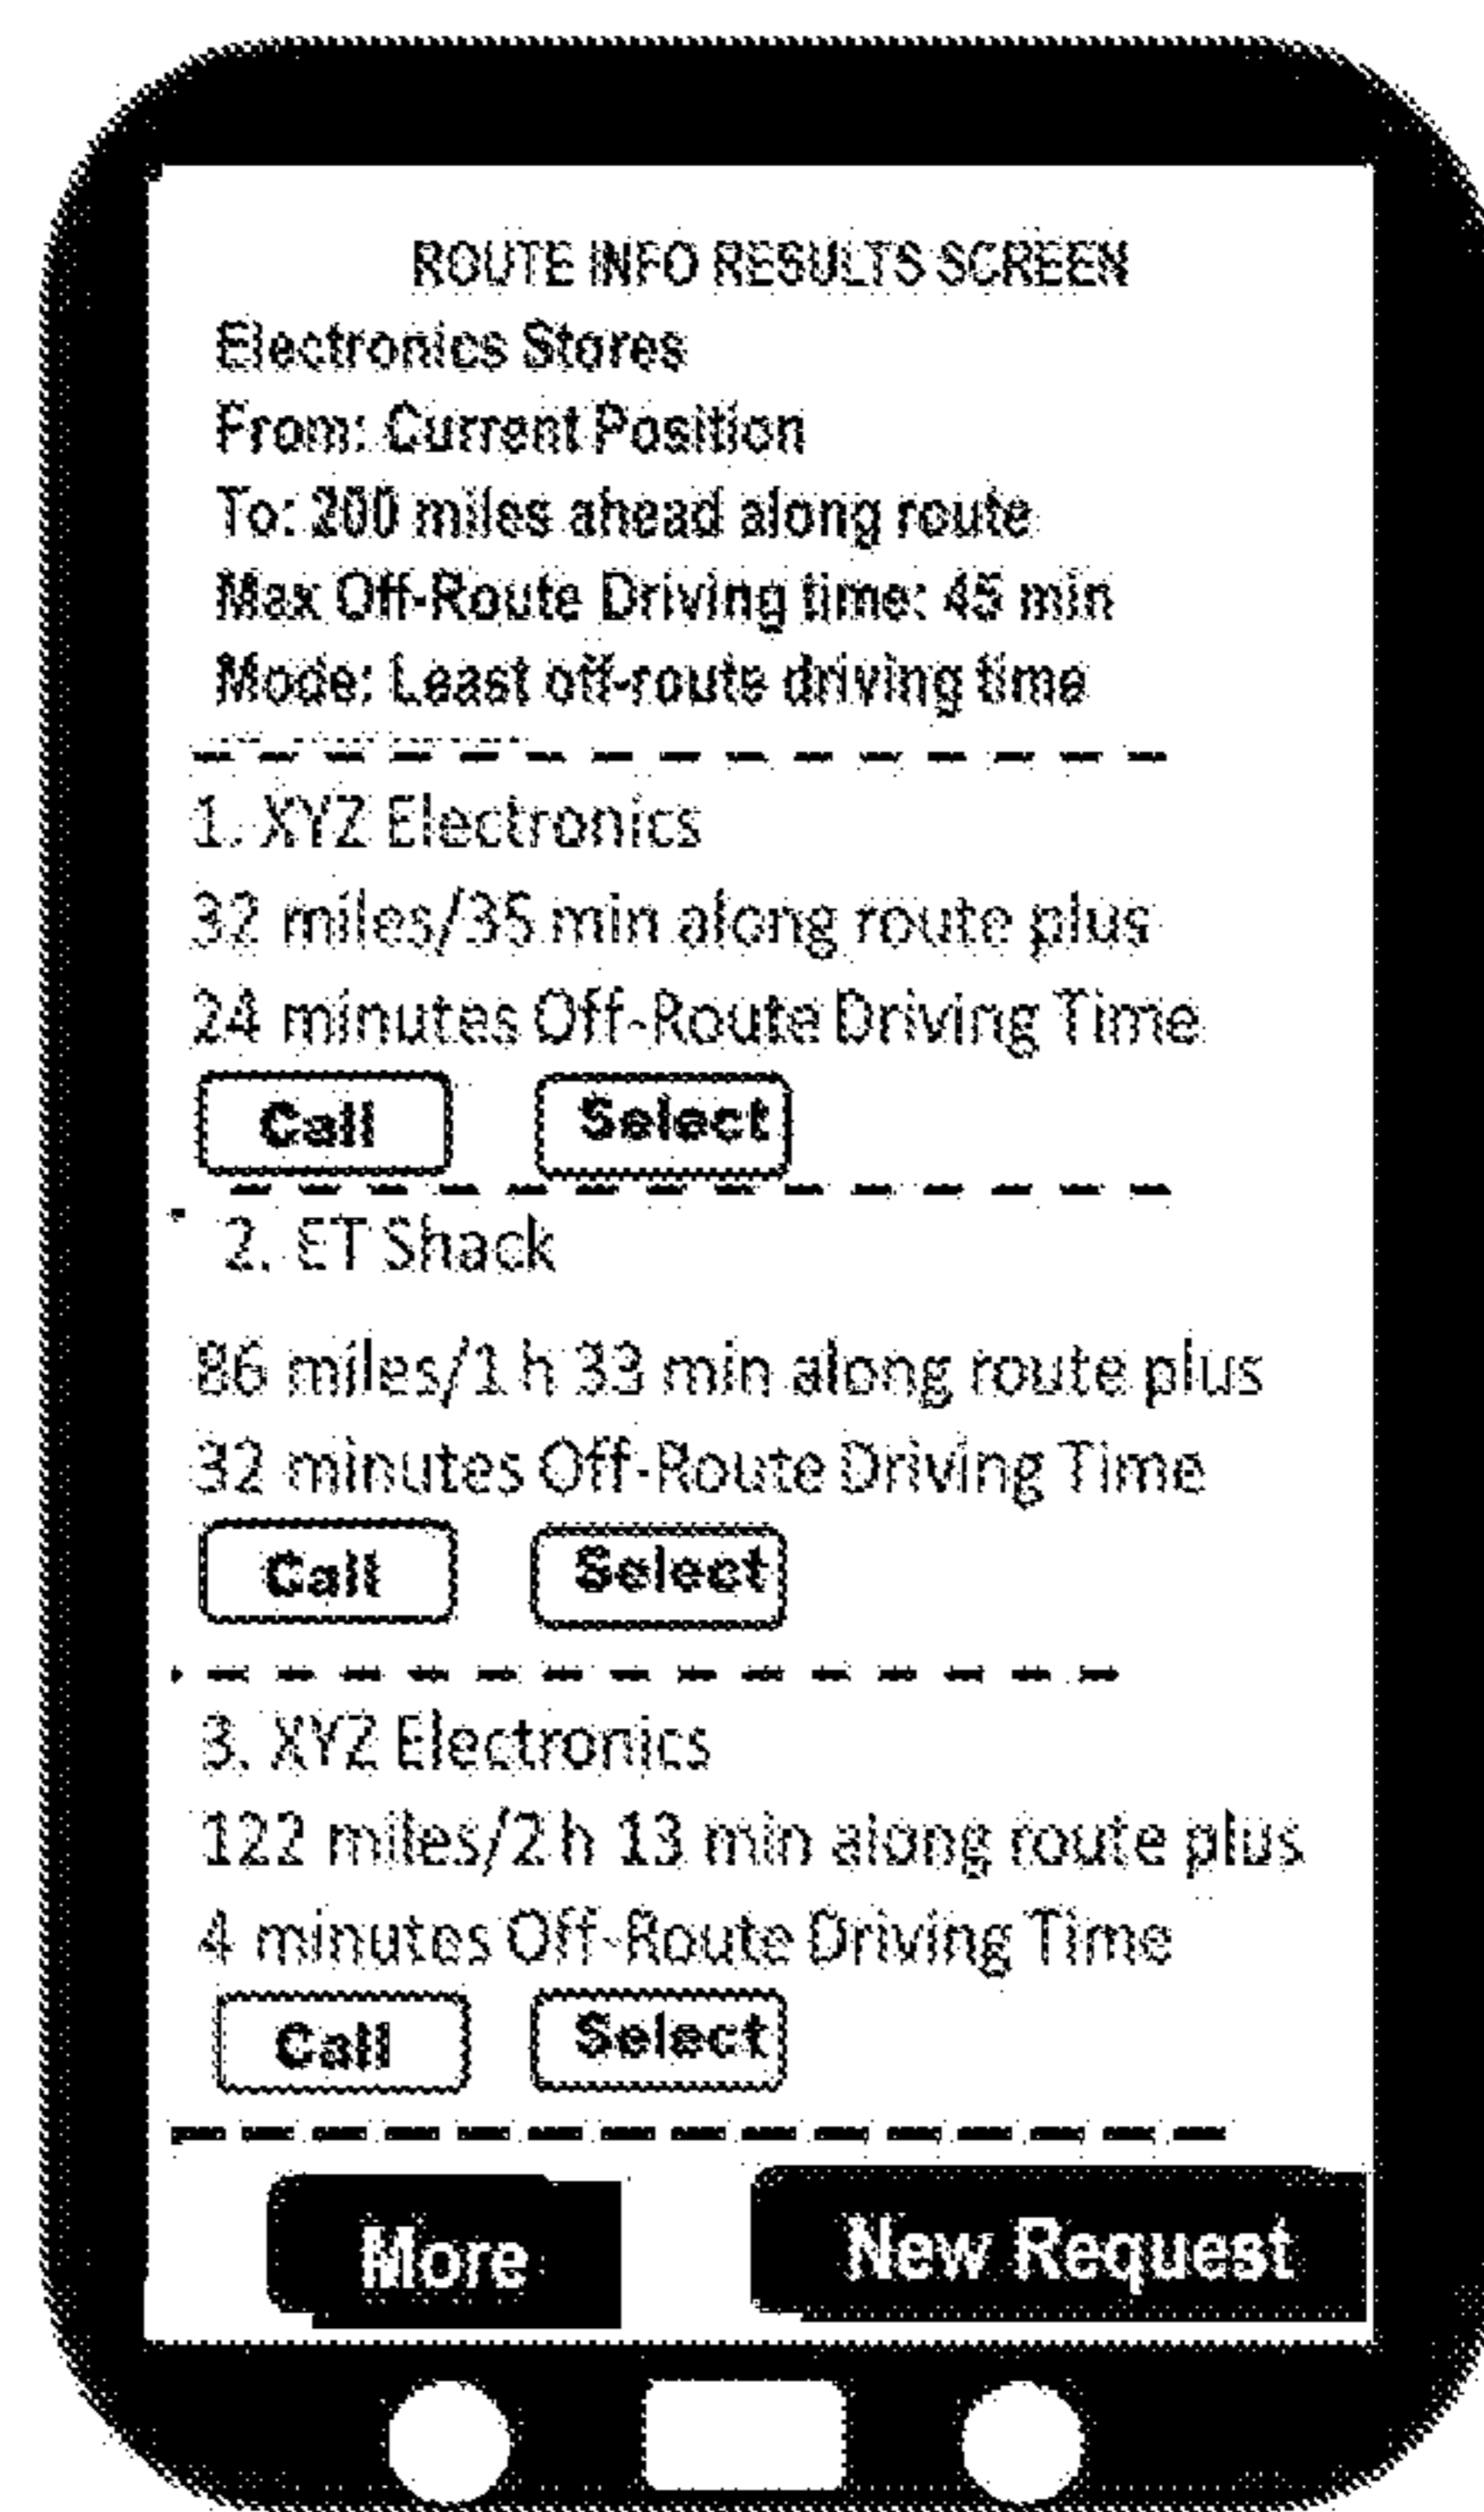 ROUTE INFO RESULTS SCREEN
Electronics Stores
From: Current Position
To: 200 miles ahead along route
Max Off-Route Driving time: 45 min
Mode: Least off-route driving time
1. XYZ Electronics
32 miles/35 min along route plus
24 minutes Off-Route Driving Time
Call Select
2. ET Shack
86 miles/1 h 33 min along route plus
32 minutes Off-Route Driving Time
Call Select
3. XYZ Electronics
122 miles/2 h 13 min along route plus
4 minutes Off-Route Driving Time
Call Select
More New Request